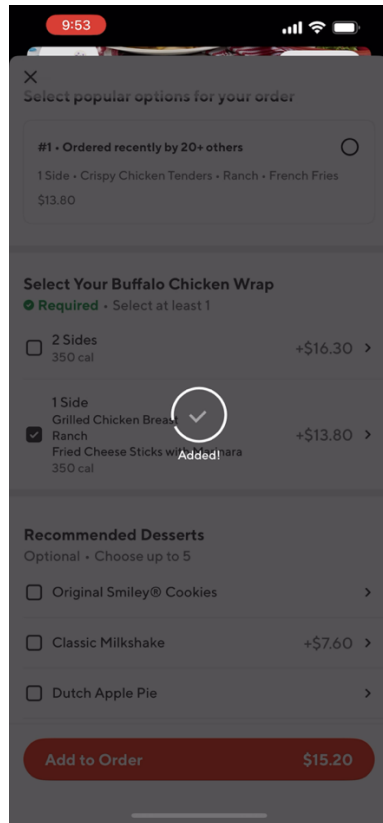 9:53
Select popular options for your order
#1 • Ordered recently by 20+ others
1 Side • Crispy Chicken Tenders • Ranch • French Fries
$13.80
Select Your Buffalo Chicken Wrap
Required • Select at least 1
2 Sides
350 cal
+$16.30
1 Side
Grilled Chicken Breast
Ranch
Fried Cheese Sticks with Marinara
350 cal
+$13.80
Added!
Recommended Desserts
Optional • Choose up to 5
Original Smiley® Cookies
Classic Milkshake
+$7.60
Dutch Apple Pie
Add to Order
$15.20